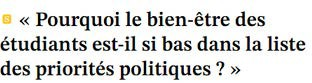 « Pourquoi le bien-être des
étudiants est-il si bas dans la liste
des priorités politiques ? »